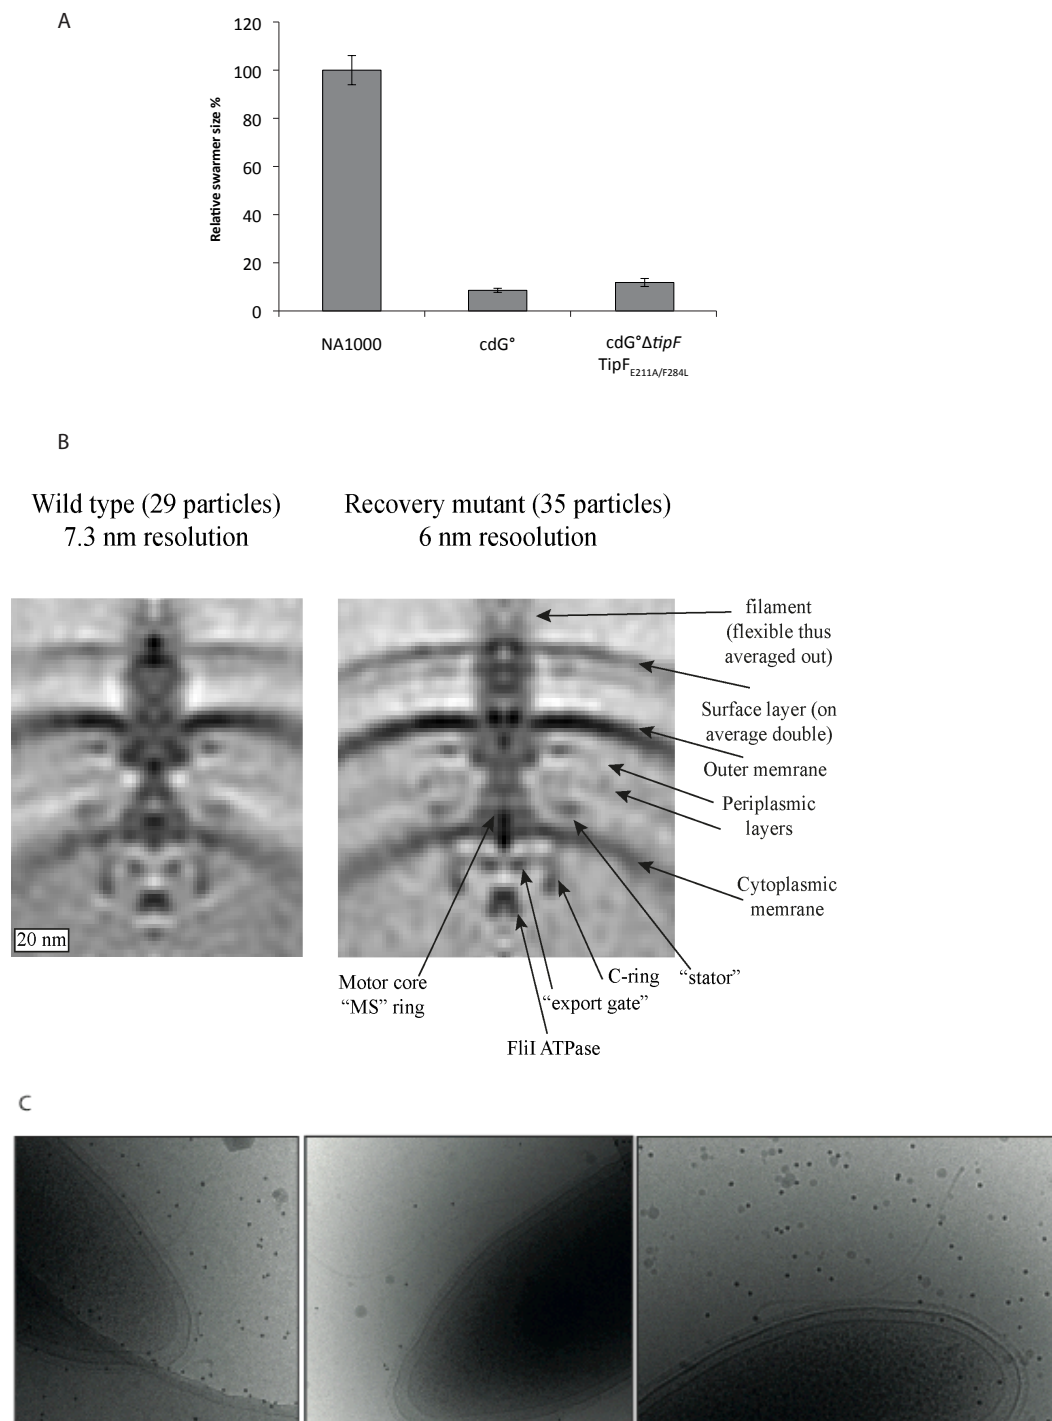 A
120
100
80
60
40
20
0
Relative swarmer size %
NA1000
cdG°
cdG°ΔtipF
TipF E211A/F284L
B
Wild type (29 particles)
7.3 nm resolution
Recovery mutant (35 particles)
6 nm resoolution
filament
(flexible thus
averaged out)
Surface layer (on
average double)
Outer memrane
Periplasmic
layers
Cytoplasmic
memrane
20 nm
Motor core
“MS” ring
“export gate”
C-ring
“stator”
FliI ATPase
C